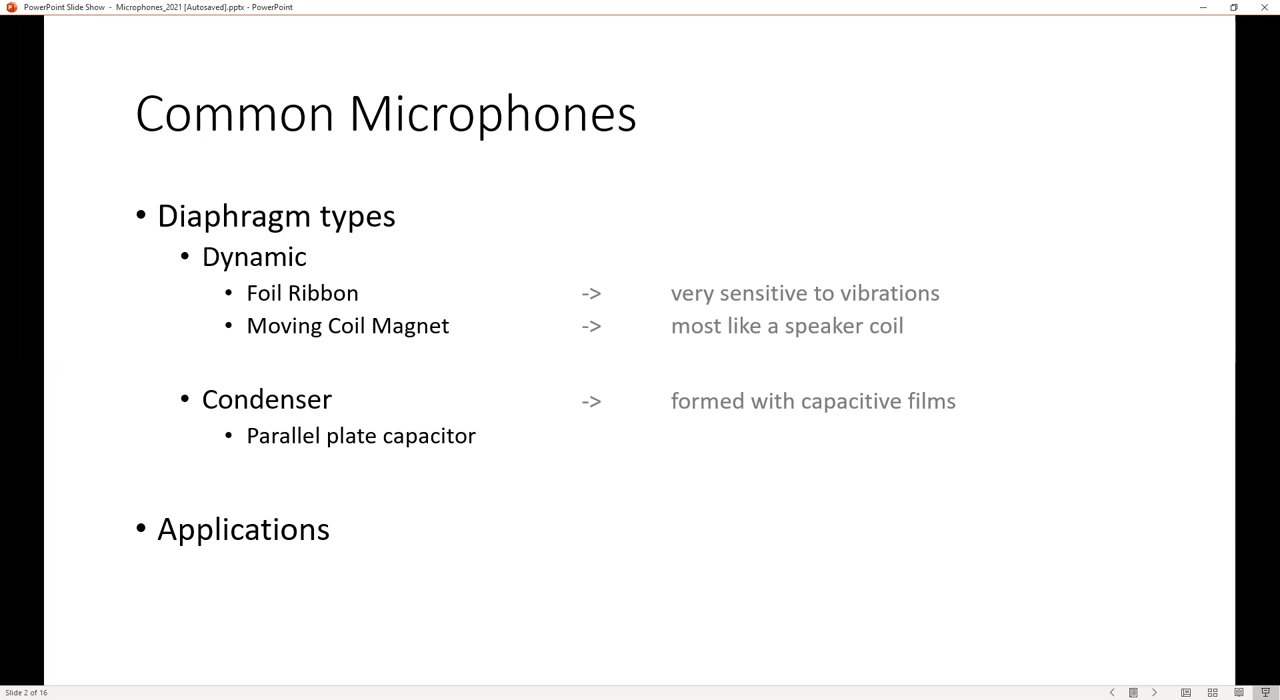 PowerPoint Slide Show - Microphones_2021 [Autosaved].pptx - PowerPoint
Common Microphones
• Diaphragm types
• Dynamic
• Foil Ribbon -> very sensitive to vibrations
• Moving Coil Magnet -> most like a speaker coil
• Condenser -> formed with capacitive films
• Parallel plate capacitor
• Applications
Slide 2 of 16